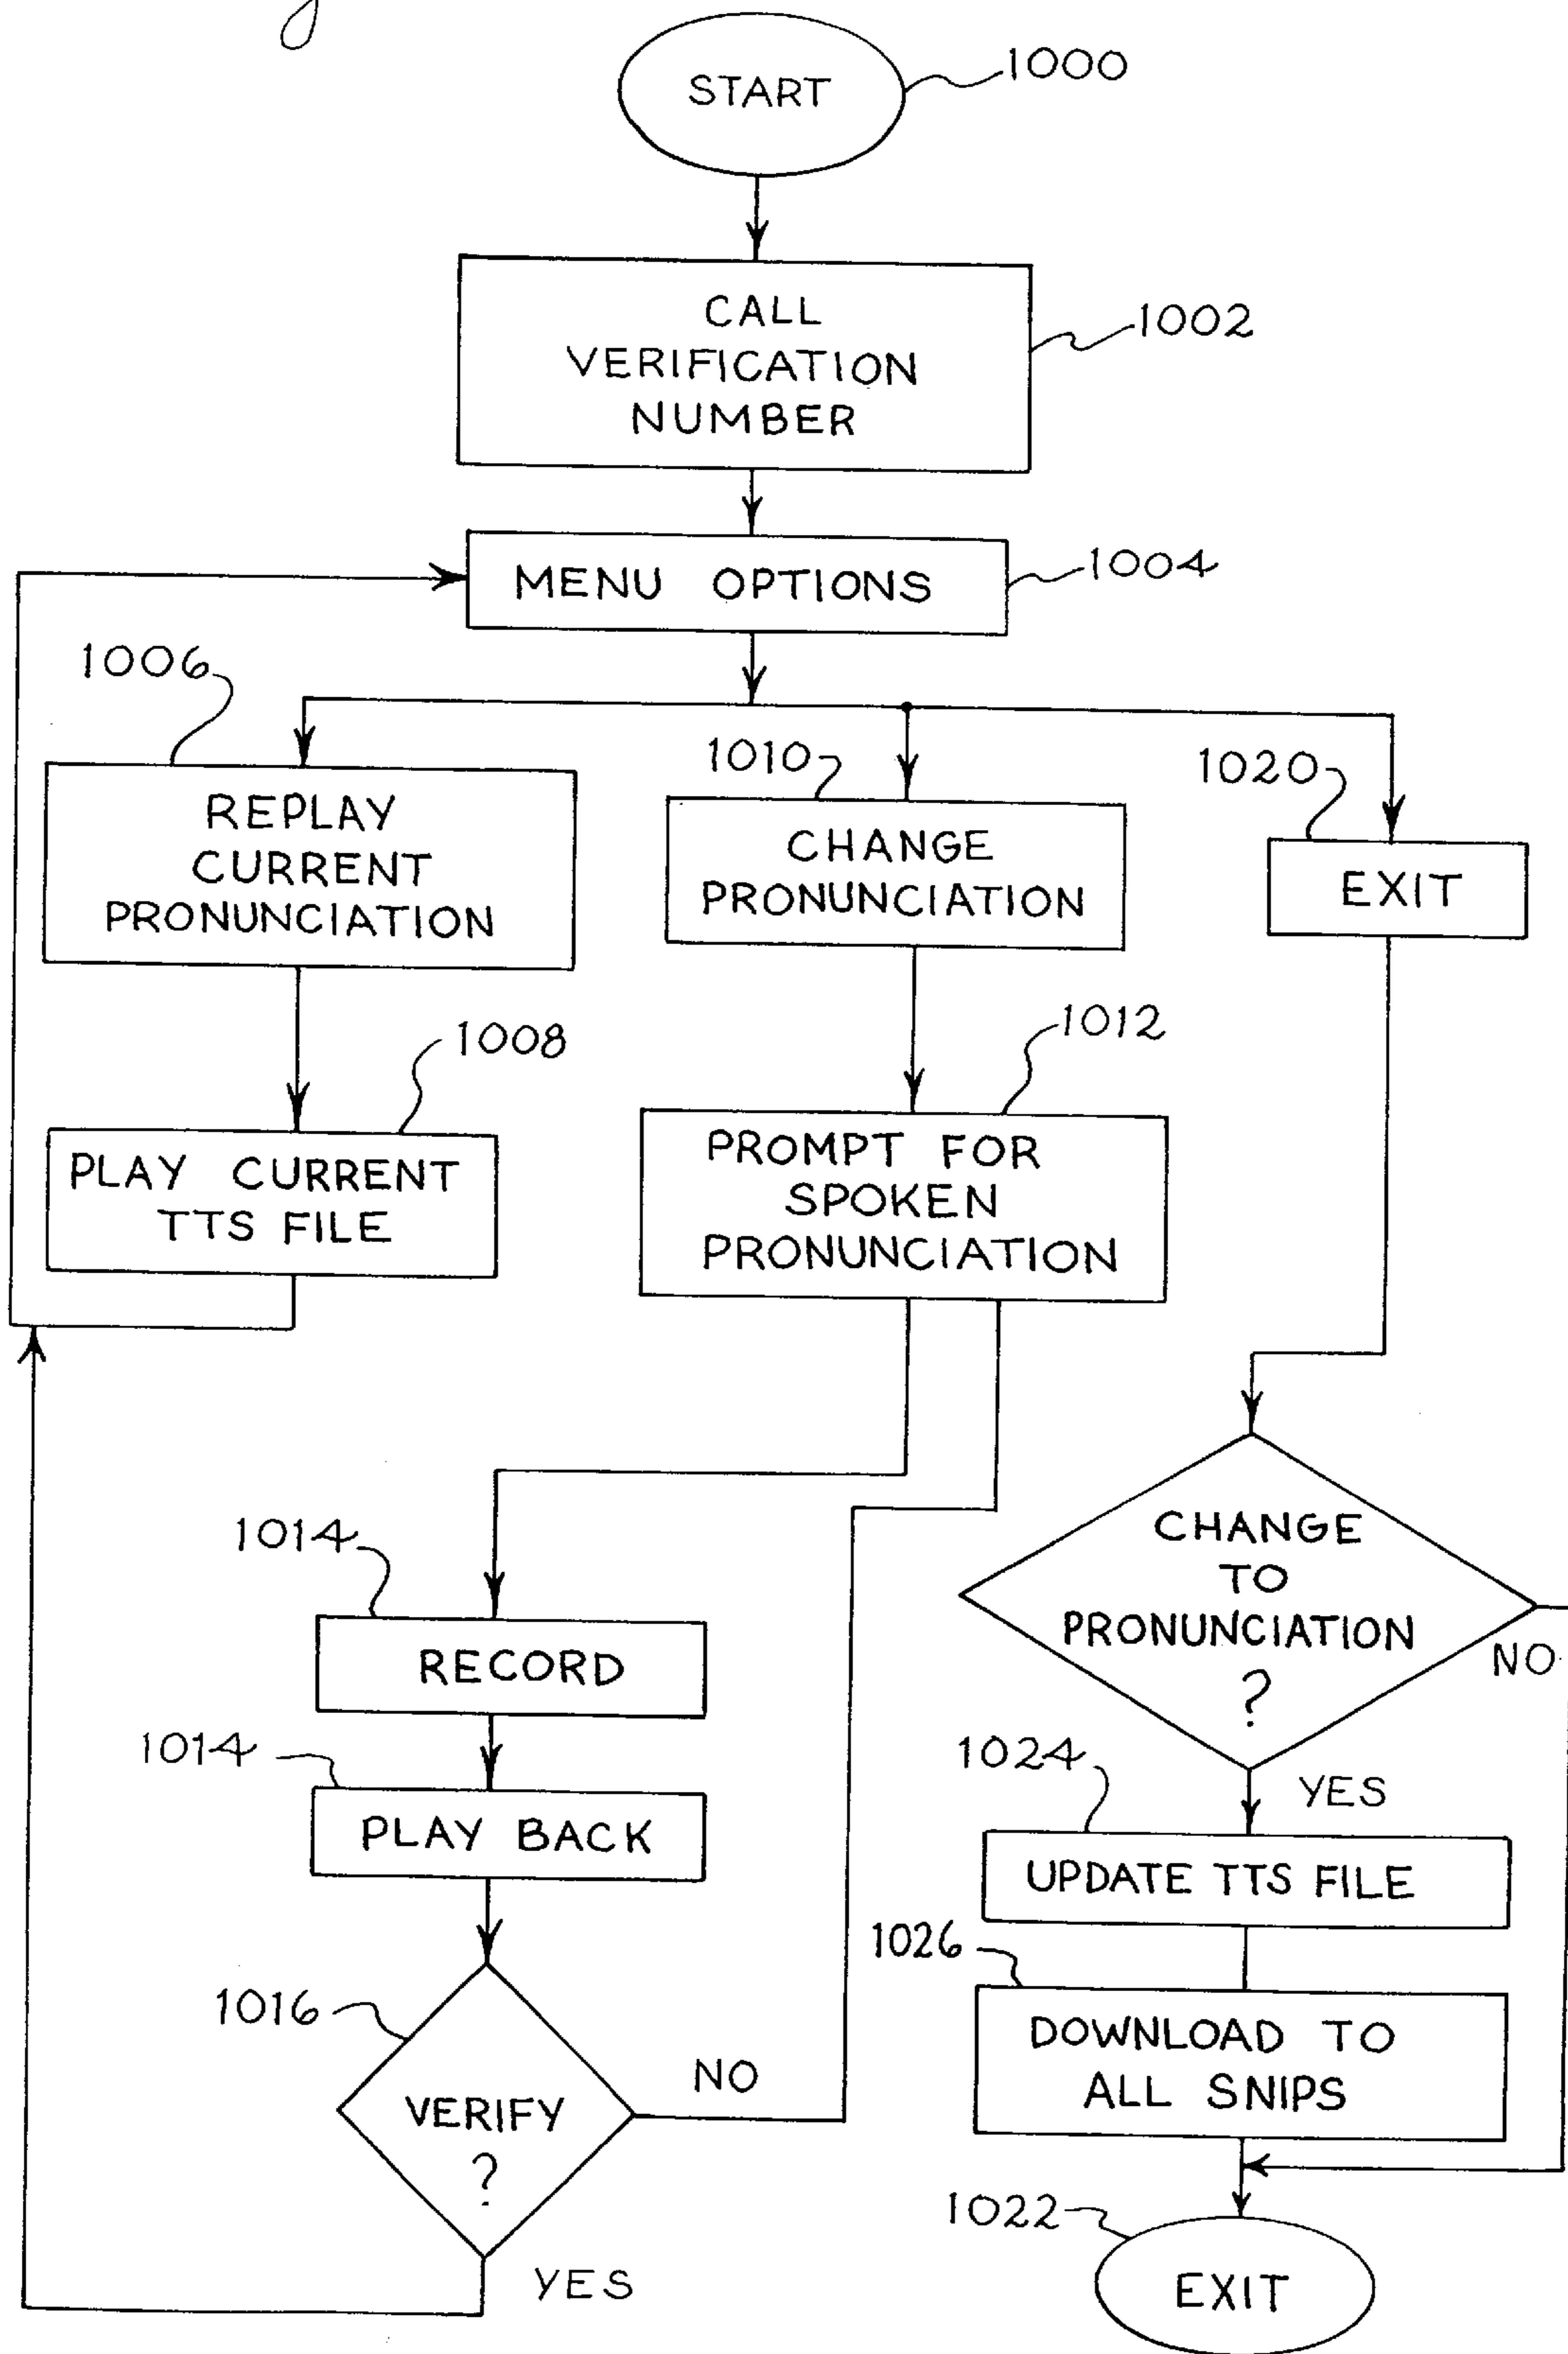 START
1000
CALL
VERIFICATION
NUMBER
1002
MENU OPTIONS
1004
1006
REPLAY
CURRENT
PRONUNCIATION
1010
CHANGE
PRONUNCIATION
1020
EXIT
1008
PLAY CURRENT
TTS FILE
1012
PROMPT FOR
SPOKEN
PRONUNCIATION
1014
RECORD
1014
PLAY BACK
1016
VERIFY
?
NO
YES
CHANGE
TO
PRONUNCIATION
?
NO
YES
1024
UPDATE TTS FILE
1026
DOWNLOAD TO
ALL SNIPS
1022
EXIT